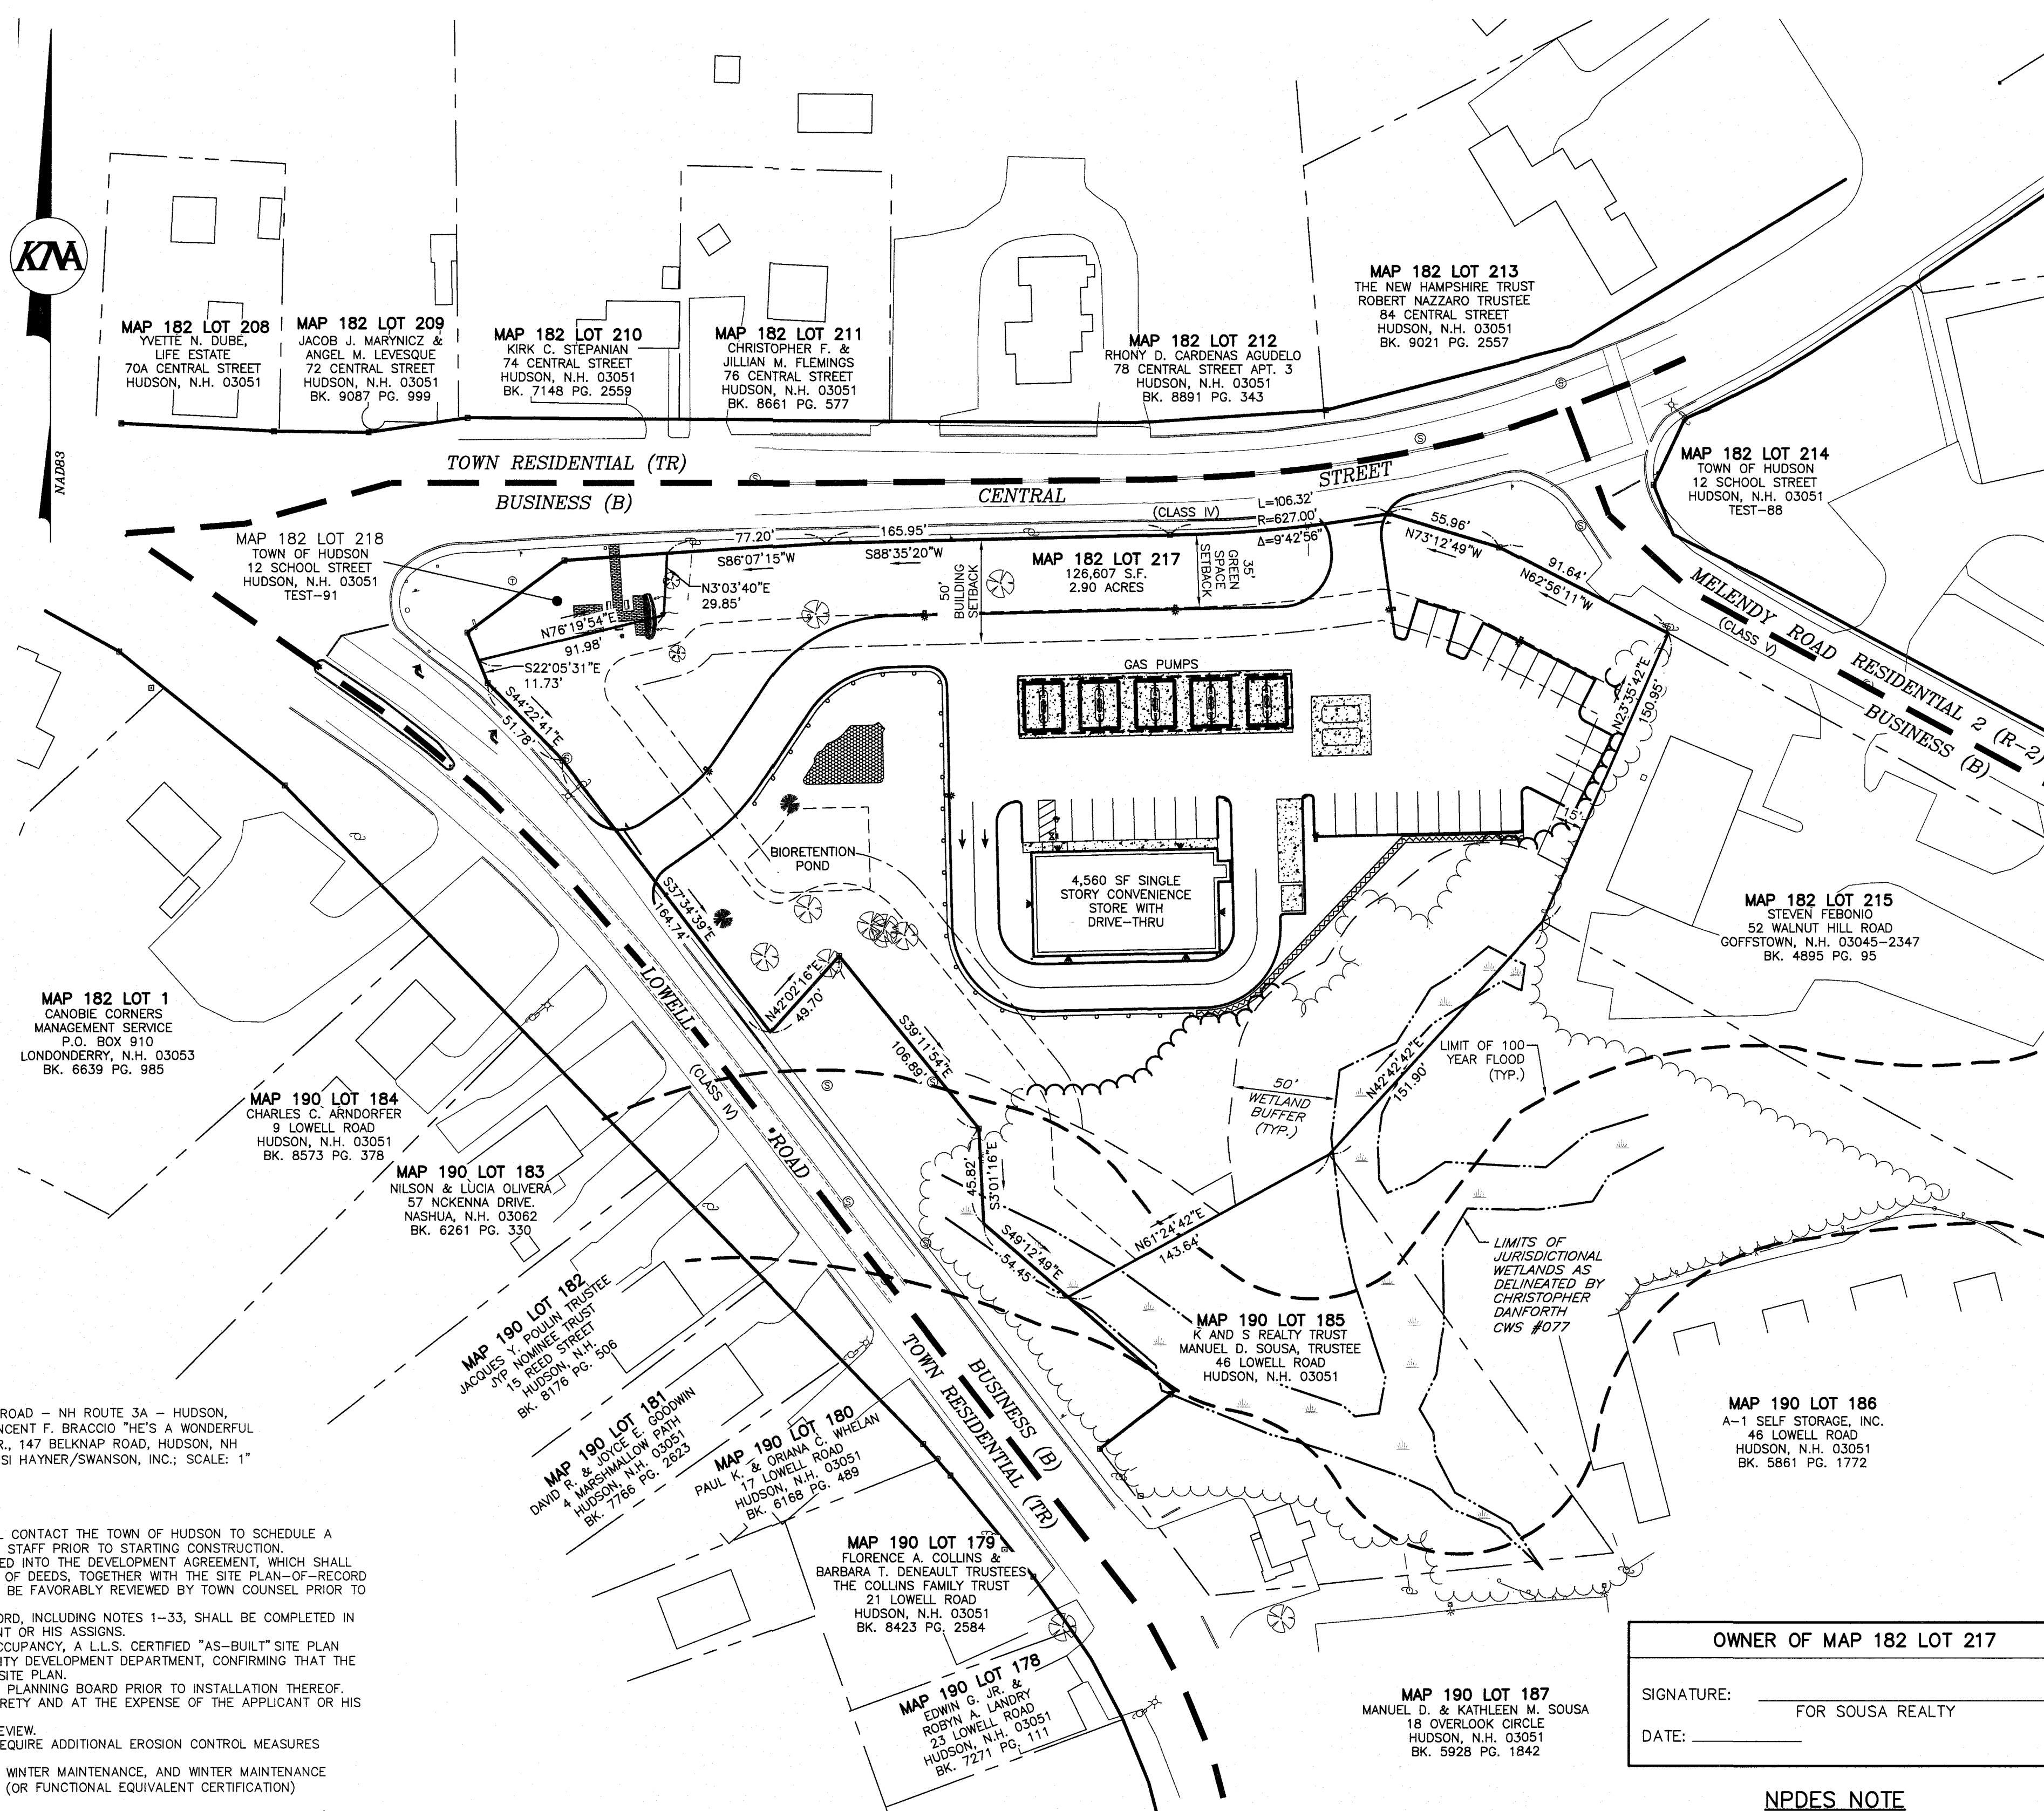 KNA
NAD83
MAP 182 LOT 208
YVETTE N. DUBE,
LIFE ESTATE
70A CENTRAL STREET
HUDSON, N.H. 03051
MAP 182 LOT 209
JACOB J. MARYNICZ &
ANGEL M. LEVESQUE
72 CENTRAL STREET
HUDSON, N.H. 03051
BK. 9087 PG. 999
MAP 182 LOT 210
KIRK C. STEPANIAN
74 CENTRAL STREET
HUDSON, N.H. 03051
BK. 7148 PG. 2559
MAP 182 LOT 211
CHRISTOPHER F. &
JILLIAN M. FLEMINGS
76 CENTRAL STREET
HUDSON, N.H. 03051
BK. 8661 PG. 577
MAP 182 LOT 212
RHONY D. CARDENAS AGUDELO
78 CENTRAL STREET APT. 3
HUDSON, N.H. 03051
BK. 8891 PG. 343
MAP 182 LOT 213
THE NEW HAMPSHIRE TRUST
ROBERT NAZZARO TRUSTEE
84 CENTRAL STREET
HUDSON, N.H. 03051
BK. 9021 PG. 2557
MAP 182 LOT 214
TOWN OF HUDSON
12 SCHOOL STREET
HUDSON, N.H. 03051
TEST-88
TOWN RESIDENTIAL (TR)
BUSINESS (B)
CENTRAL STREET
(CLASS IV)
MAP 182 LOT 218
TOWN OF HUDSON
12 SCHOOL STREET
HUDSON, N.H. 03051
TEST-91
77.20'
S86°07'15"W
165.95'
S88°35'20"W
L=106.32'
R=627.00'
Δ=9°42'56"
55.96'
N73°12'49"W
91.64'
N62°56'11"W
N3°03'40"E
29.85'
N76°19'54"E
91.98'
S22°05'31"E
11.73'
S44°22'41"E
51.78'
50'
BUILDING
SETBACK
MAP 182 LOT 217
126,607 S.F.
2.90 ACRES
35'
GREEN
SPACE
SETBACK
MELENDY ROAD
(CLASS V)
RESIDENTIAL 2 (R-2)
BUSINESS (B)
N23°35'42"E
150.95'
15'
GAS PUMPS
BIORETENTION
POND
4,560 SF SINGLE
STORY CONVENIENCE
STORE WITH
DRIVE-THRU
S37°34'39"E
164.74'
N42°02'16"E
49.70'
S39°11'54"E
106.89'
45.82'
S3°01'16"E
S49°12'49"E
54.45'
N61°24'42"E
143.64'
N42°42'42"E
151.90'
50'
WETLAND
BUFFER
(TYP.)
LIMIT OF 100
YEAR FLOOD
(TYP.)
LIMITS OF
JURISDICTIONAL
WETLANDS AS
DELINEATED BY
CHRISTOPHER
DANFORTH
CWS #077
MAP 182 LOT 215
STEVEN FEBONIO
52 WALNUT HILL ROAD
GOFFSTOWN, N.H. 03045-2347
BK. 4895 PG. 95
LOWELL
(CLASS IV)
ROAD
TOWN RESIDENTIAL (TR)
BUSINESS (B)
MAP 182 LOT 1
CANOBIE CORNERS
MANAGEMENT SERVICE
P.O. BOX 910
LONDONDERRY, N.H. 03053
BK. 6639 PG. 985
MAP 190 LOT 184
CHARLES C. ARNDORFER
9 LOWELL ROAD
HUDSON, N.H. 03051
BK. 8573 PG. 378
MAP 190 LOT 183
NILSON & LUCIA OLIVERA
57 NCKENNA DRIVE.
NASHUA, N.H. 03062
BK. 6261 PG. 330
MAP 190 LOT 182
JACQUES Y. POULIN TRUSTEE
JYP NOMINEE TRUST
15 REED STREET
HUDSON, N.H.
BK. 8176 PG. 506
MAP 190 LOT 181
DAVID R. & JOYCE E. GOODWIN
4 MARSHMALLOW PATH
HUDSON, N.H. 03051
BK. 7766 PG. 2623
MAP 190 LOT 180
PAUL K. & ORIANA C. WHELAN
17 LOWELL ROAD
HUDSON, N.H. 03051
BK. 6168 PG. 489
MAP 190 LOT 179
FLORENCE A. COLLINS &
BARBARA T. DENEAULT TRUSTEES
THE COLLINS FAMILY TRUST
21 LOWELL ROAD
HUDSON, N.H. 03051
BK. 8423 PG. 2584
MAP 190 LOT 178
EDWIN G. JR. &
ROBYN A. LANDRY
23 LOWELL ROAD
HUDSON, N.H. 03051
BK. 7271 PG. 111
MAP 190 LOT 185
K AND S REALTY TRUST
MANUEL D. SOUSA, TRUSTEE
46 LOWELL ROAD
HUDSON, N.H. 03051
MAP 190 LOT 186
A-1 SELF STORAGE, INC.
46 LOWELL ROAD
HUDSON, N.H. 03051
BK. 5861 PG. 1772
MAP 190 LOT 187
MANUEL D. & KATHLEEN M. SOUSA
18 OVERLOOK CIRCLE
HUDSON, N.H. 03051
BK. 5928 PG. 1842
ROAD - NH ROUTE 3A - HUDSON,
NCENT F. BRACCIO "HE'S A WONDERFUL
R., 147 BELKNAP ROAD, HUDSON, NH
SI HAYNER/SWANSON, INC.; SCALE: 1"
L CONTACT THE TOWN OF HUDSON TO SCHEDULE A
STAFF PRIOR TO STARTING CONSTRUCTION.
ED INTO THE DEVELOPMENT AGREEMENT, WHICH SHALL
OF DEEDS, TOGETHER WITH THE SITE PLAN-OF-RECORD
BE FAVORABLY REVIEWED BY TOWN COUNSEL PRIOR TO
ORD, INCLUDING NOTES 1-33, SHALL BE COMPLETED IN
NT OR HIS ASSIGNS.
CCUPANCY, A L.L.S. CERTIFIED "AS-BUILT" SITE PLAN
ITY DEVELOPMENT DEPARTMENT, CONFIRMING THAT THE
SITE PLAN.
PLANNING BOARD PRIOR TO INSTALLATION THEREOF.
RETY AND AT THE EXPENSE OF THE APPLICANT OR HIS
EVIEW.
EQUIRE ADDITIONAL EROSION CONTROL MEASURES
WINTER MAINTENANCE, AND WINTER MAINTENANCE
(OR FUNCTIONAL EQUIVALENT CERTIFICATION)
OWNER OF MAP 182 LOT 217
SIGNATURE:
FOR SOUSA REALTY
DATE:
NPDES NOTE